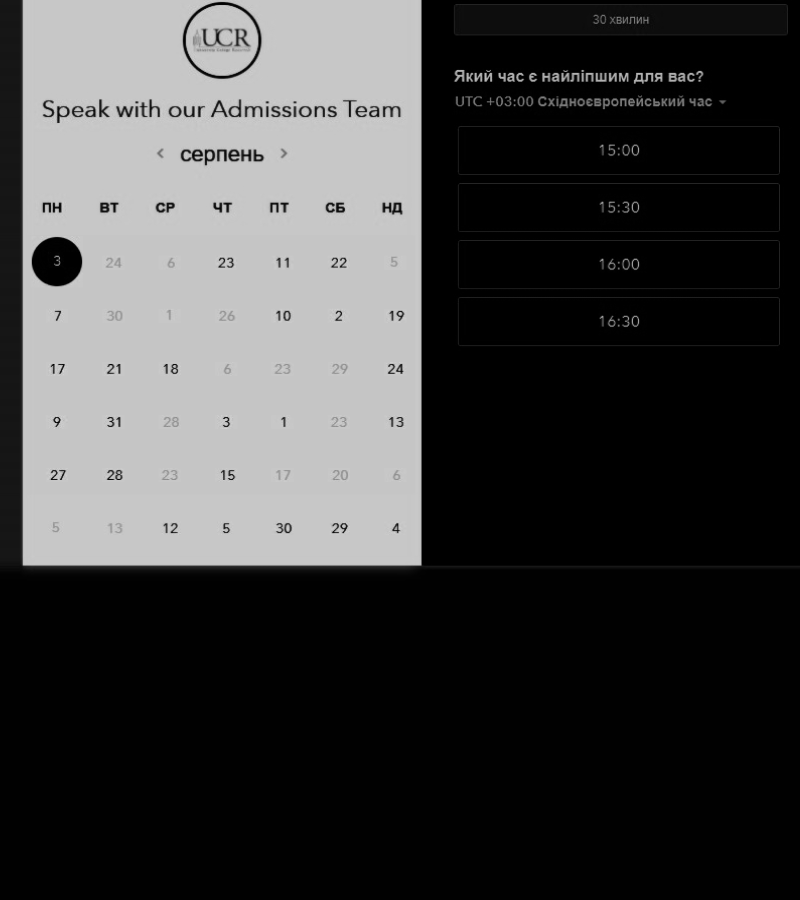 UCR
Speak with our Admissions Team
серпень
ПН ВТ СР ЧТ ПТ СБ НД
3 24 6 23 11 22 5
7 30 1 26 10 2 19
17 21 18 6 23 29 24
9 31 28 3 1 23 13
27 28 23 15 17 20 6
5 13 12 5 30 29 4
30 хвилин
Який час є найліпшим для вас?
UTC +03:00 Східноєвропейський час
15:00
15:30
16:00
16:30